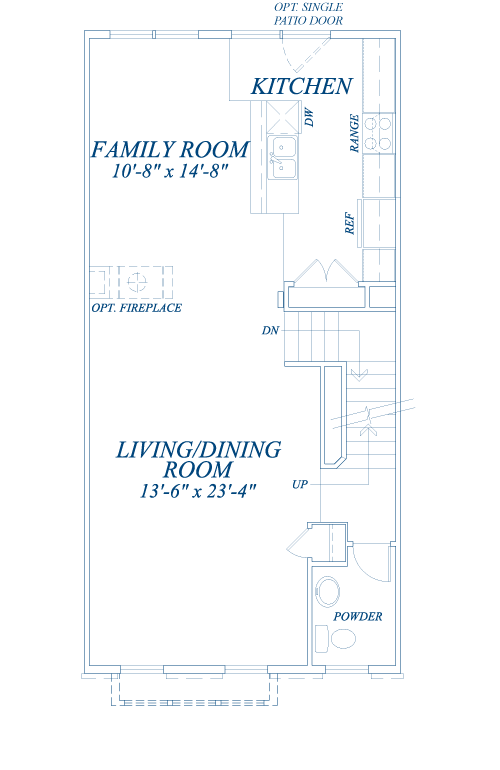 OPT. SINGLE
PATIO DOOR
KITCHEN
DW
RANGE
FAMILY ROOM
10'-8" x 14'-8"
REF
OPT. FIREPLACE
DN
LIVING/DINING
ROOM
13'-6" x 23'-4"
UP
POWDER